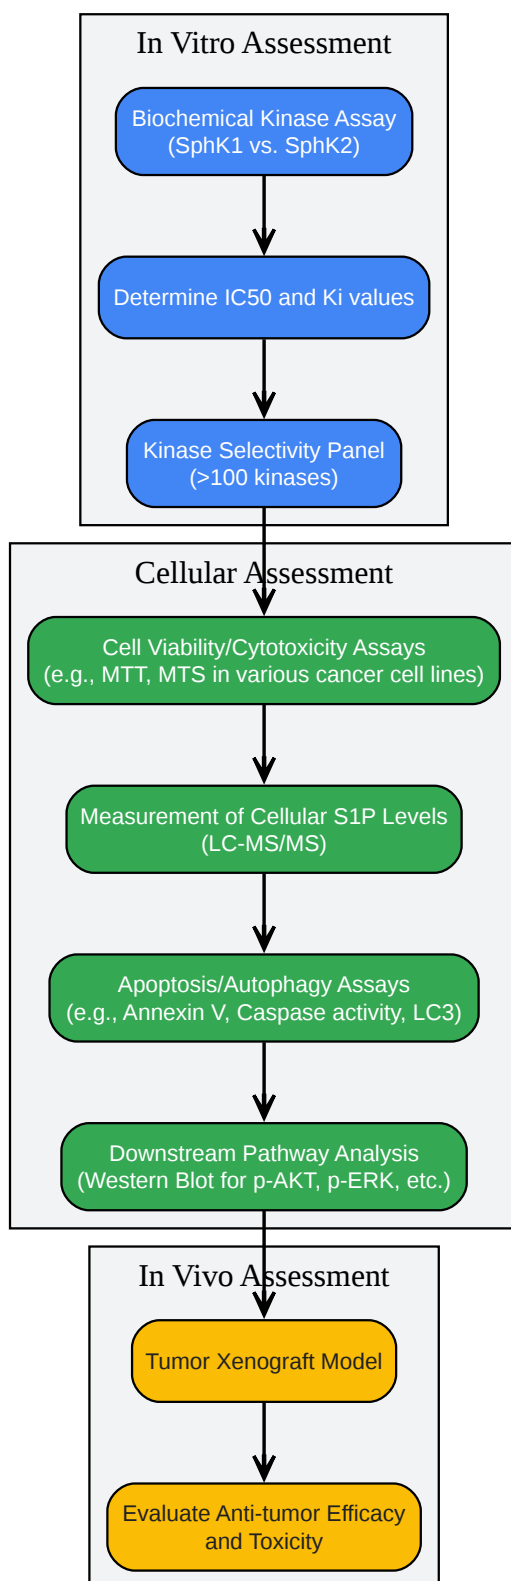 In Vitro Assessment
Biochemical Kinase Assay
(SphK1 vs. SphK2)
Determine IC50 and Ki values
Kinase Selectivity Panel
(>100 kinases)
Cellular Assessment
Cell Viability/Cytotoxicity Assays
(e.g., MTT, MTS in various cancer cell lines)
Measurement of Cellular S1P Levels
(LC-MS/MS)
Apoptosis/Autophagy Assays
(e.g., Annexin V, Caspase activity, LC3)
Downstream Pathway Analysis
(Western Blot for p-AKT, p-ERK, etc.)
In Vivo Assessment
Tumor Xenograft Model
Evaluate Anti-tumor Efficacy
and Toxicity